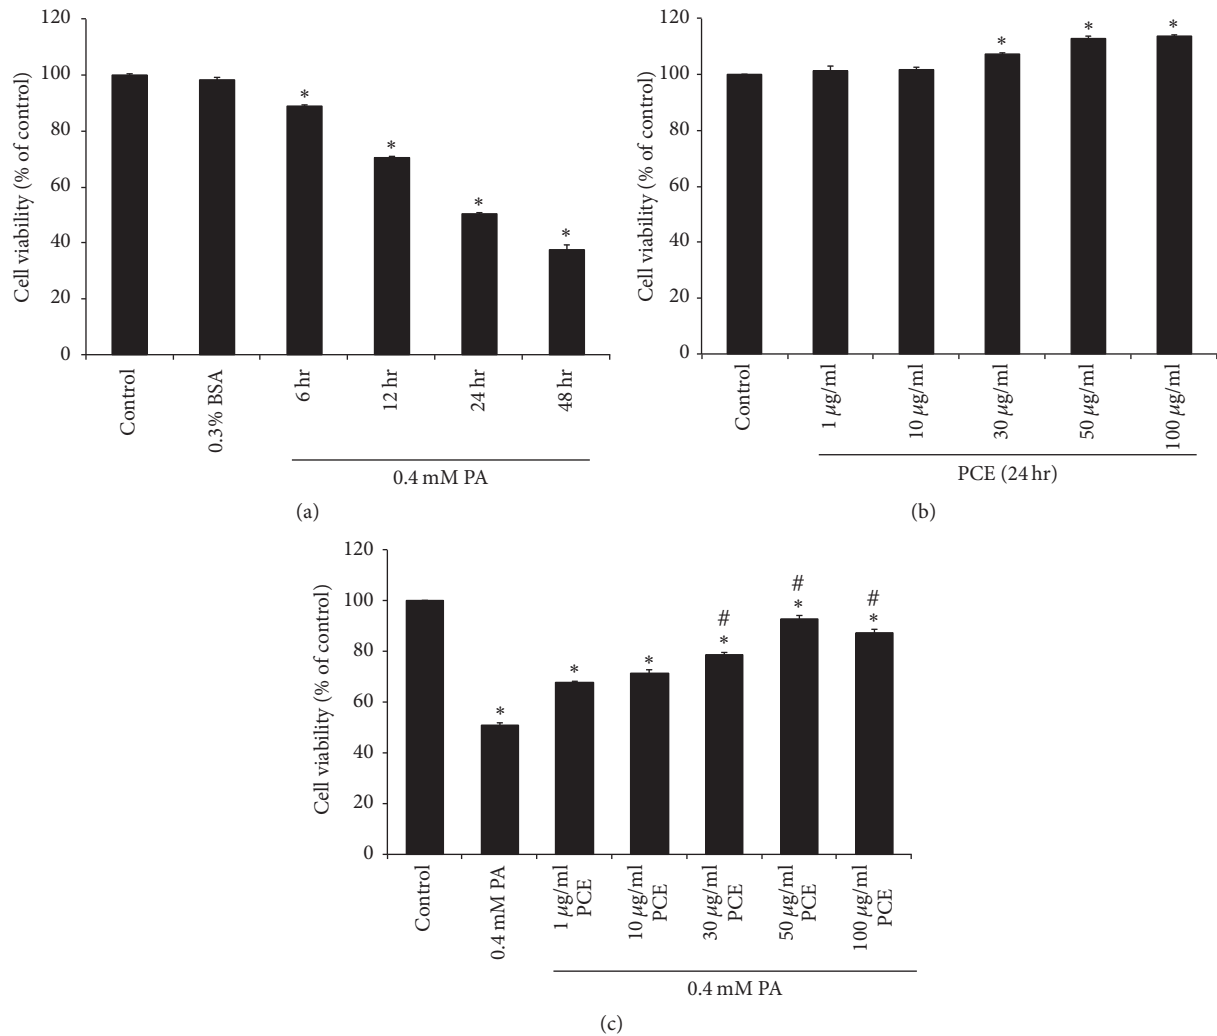 Cell viability (% of control)
120
100
80
60
40
20
0
*
*
*
*
Control
0.3% BSA
6 hr
12 hr
24 hr
48 hr
0.4 mM PA
(a)
Cell viability (% of control)
120
100
80
60
40
20
0
*
*
*
Control
1 μg/ml
10 μg/ml
30 μg/ml
50 μg/ml
100 μg/ml
PCE (24 hr)
(b)
Cell viability (% of control)
120
100
80
60
40
20
0
*
*
*
#
*
#
*
#
*
Control
0.4 mM PA
1 μg/ml
PCE
10 μg/ml
PCE
30 μg/ml
PCE
50 μg/ml
PCE
100 μg/ml
PCE
0.4 mM PA
(c)